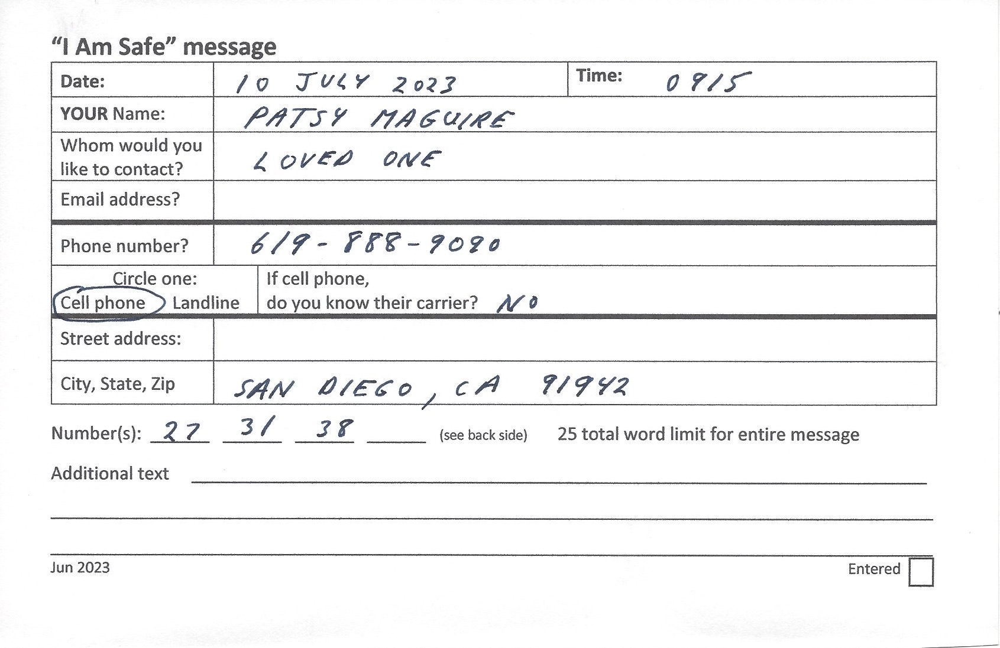 “I Am Safe” message
Date: 10 JULY 2023 Time: 0915
YOUR Name: PATSY MAGUIRE
Whom would you
like to contact? LOVED ONE
Email address?
Phone number? 619-888-9090
Circle one: If cell phone,
Cell phone Landline do you know their carrier? NO
Street address:
City, State, Zip SAN DIEGO, CA 91942
Number(s): 27 31 38 (see back side) 25 total word limit for entire message
Additional text
Jun 2023 Entered